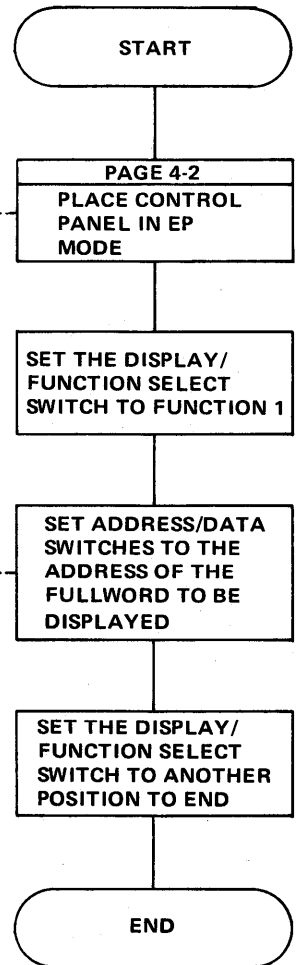 START
PAGE 4-2
PLACE CONTROL
PANEL IN EP
MODE
SET THE DISPLAY/
FUNCTION SELECT
SWITCH TO FUNCTION 1
SET ADDRESS/DATA
SWITCHES TO THE
ADDRESS OF THE
FULLWORD TO BE
DISPLAYED
SET THE DISPLAY/
FUNCTION SELECT
SWITCH TO ANOTHER
POSITION TO END
END